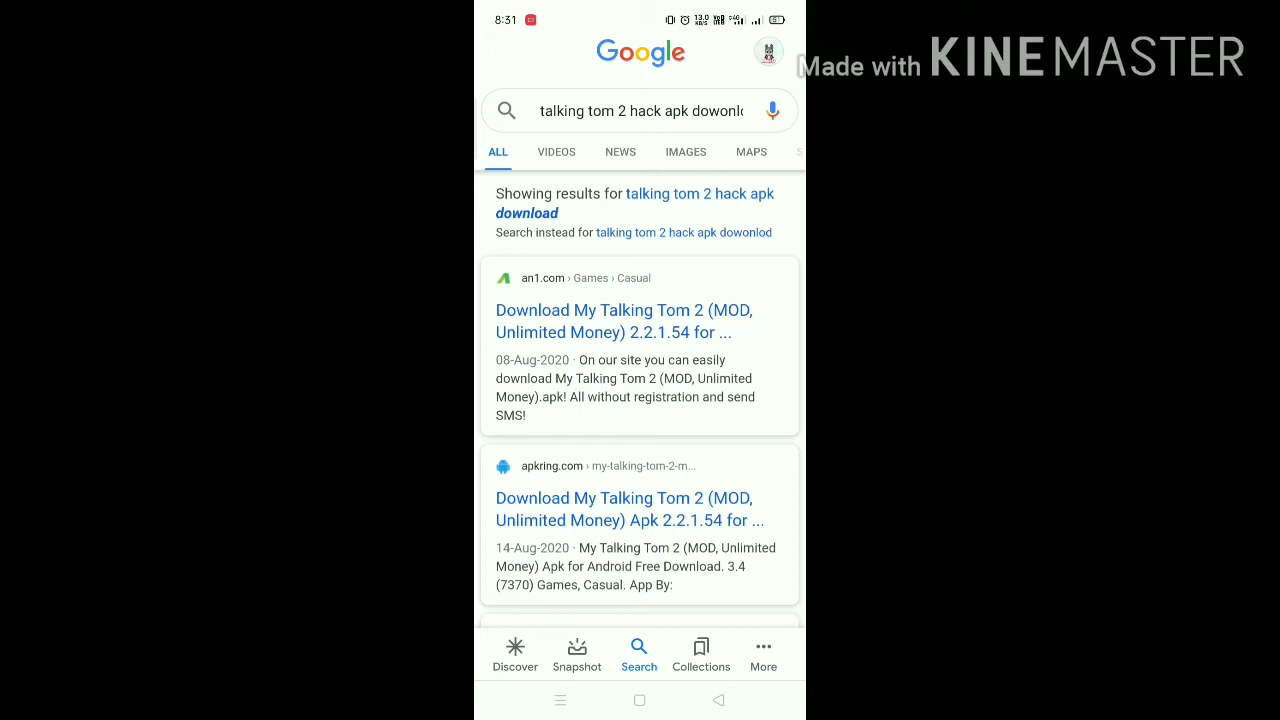 8:31
Google
Made with KINEMASTER
talking tom 2 hack apk dowonlo
ALL VIDEOS NEWS IMAGES MAPS
Showing results for talking tom 2 hack apk
download
Search instead for talking tom 2 hack apk dowonlod
an1.com › Games › Casual
Download My Talking Tom 2 (MOD,
Unlimited Money) 2.2.1.54 for ...
08-Aug-2020 · On our site you can easily
download My Talking Tom 2 (MOD, Unlimited
Money).apk! All without registration and send
SMS!
apkring.com › my-talking-tom-2-m...
Download My Talking Tom 2 (MOD,
Unlimited Money) Apk 2.2.1.54 for ...
14-Aug-2020 · My Talking Tom 2 (MOD, Unlimited
Money) Apk for Android Free Download. 3.4
(7370) Games, Casual. App By:
Discover Snapshot Search Collections More